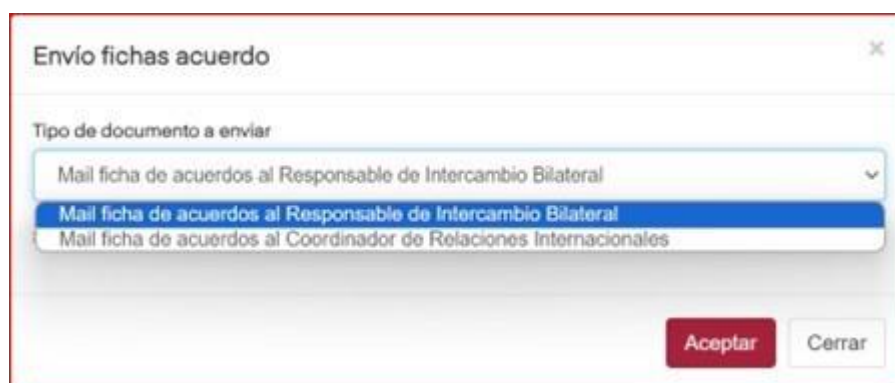 Envío fichas acuerdo
×
Tipo de documento a enviar
Mail ficha de acuerdos al Responsable de Intercambio Bilateral
Mail ficha de acuerdos al Responsable de Intercambio Bilateral
Mail ficha de acuerdos al Coordinador de Relaciones Internacionales
Aceptar Cerrar